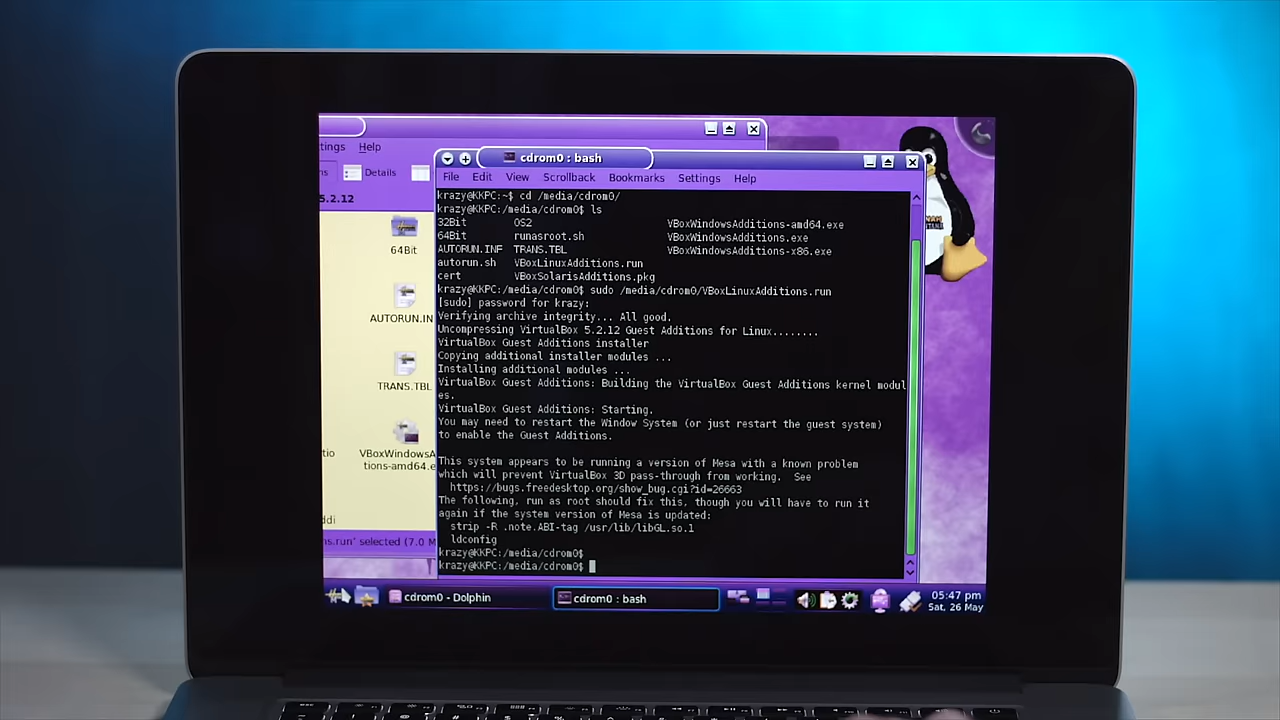 tings Help
ns Details
5.2.12
64Bit
AUTORUN.IN
TRANS.TBL
tio VBoxWindowsA
tions-amd64.e
ddi
ns.run' selected (7.0 M
cdrom0 : bash
File Edit View Scrollback Bookmarks Settings Help
krazy@KKPC:~$ cd /media/cdrom0/
krazy@KKPC:/media/cdrom0$ ls
32Bit OS2 VBoxWindowsAdditions-amd64.exe
64Bit runasroot.sh VBoxWindowsAdditions.exe
AUTORUN.INF TRANS.TBL VBoxWindowsAdditions-x86.exe
autorun.sh VBoxLinuxAdditions.run
cert VBoxSolarisAdditions.pkg
krazy@KKPC:/media/cdrom0$ sudo /media/cdrom0/VBoxLinuxAdditions.run
[sudo] password for krazy:
Verifying archive integrity... All good.
Uncompressing VirtualBox 5.2.12 Guest Additions for Linux........
VirtualBox Guest Additions installer
Copying additional installer modules ...
Installing additional modules ...
VirtualBox Guest Additions: Building the VirtualBox Guest Additions kernel modul
es.
VirtualBox Guest Additions: Starting.
You may need to restart the Window System (or just restart the guest system)
to enable the Guest Additions.
This system appears to be running a version of Mesa with a known problem
which will prevent VirtualBox 3D pass-through from working. See
https://bugs.freedesktop.org/show_bug.cgi?id=26663
The following, run as root should fix this, though you will have to run it
again if the system version of Mesa is updated:
strip -R .note.ABI-tag /usr/lib/libGL.so.1
ldconfig
krazy@KKPC:/media/cdrom0$
krazy@KKPC:/media/cdrom0$
cdrom0 - Dolphin
cdrom0 : bash
05:47 pm
Sat, 26 May